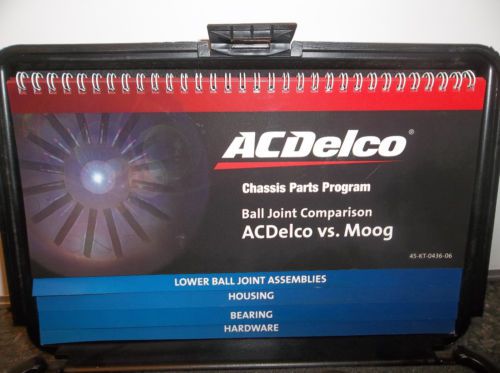 ACDelco®
Chassis Parts Program
Ball Joint Comparison
ACDelco vs. Moog
45-KT-0436-06
LOWER BALL JOINT ASSEMBLIES
HOUSING
BEARING
HARDWARE